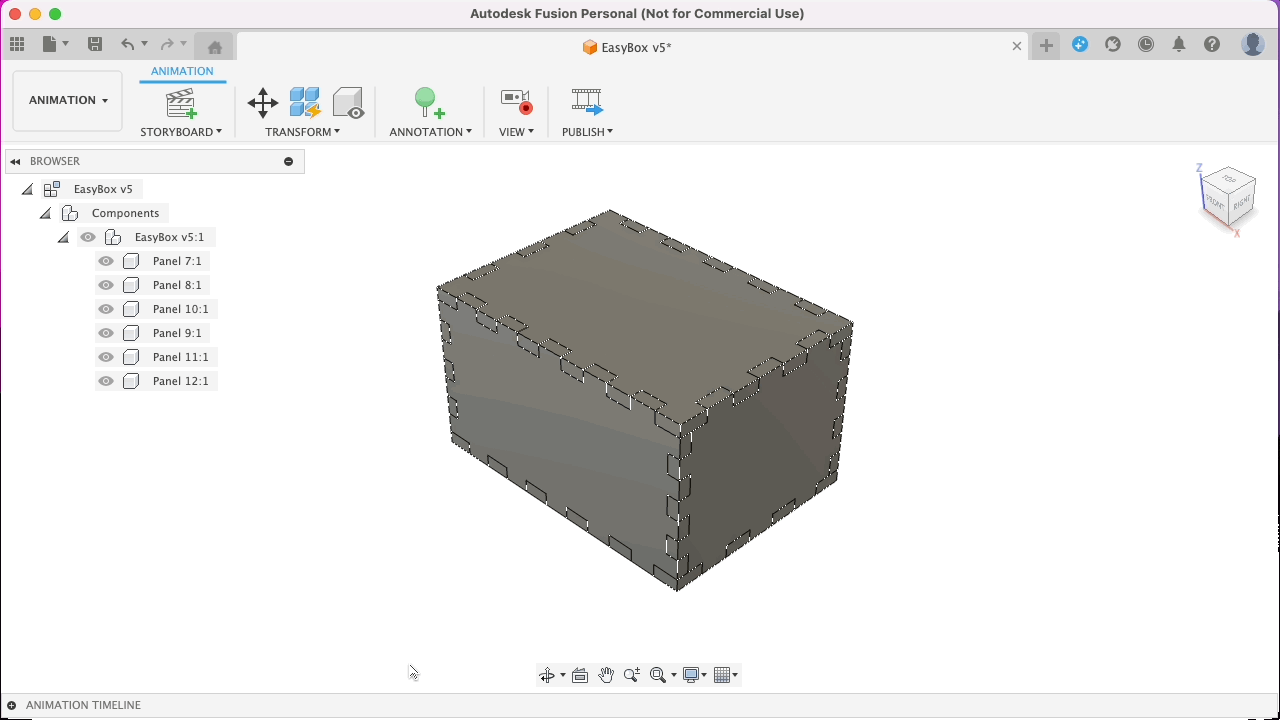 Autodesk Fusion Personal (Not for Commercial Use)
EasyBox v5*
ANIMATION
ANIMATION
STORYBOARD
TRANSFORM
ANNOTATION
VIEW
PUBLISH
BROWSER
EasyBox v5
Components
EasyBox v5:1
Panel 7:1
Panel 8:1
Panel 10:1
Panel 9:1
Panel 11:1
Panel 12:1
Z
TOP
FRONT
RIGHT
X
ANIMATION TIMELINE